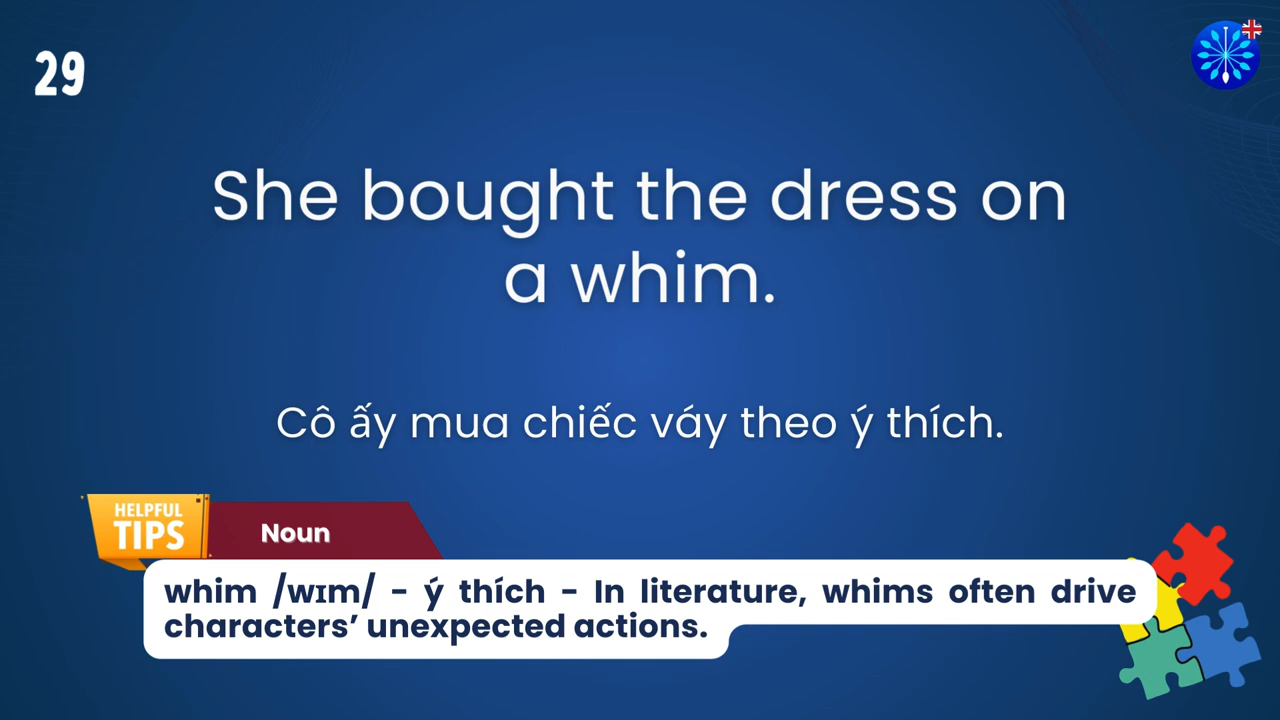 29
She bought the dress on
a whim.
Cô ấy mua chiếc váy theo ý thích.
HELPFUL
TIPS
Noun
whim /wɪm/ - ý thích - In literature, whims often drive
characters’ unexpected actions.